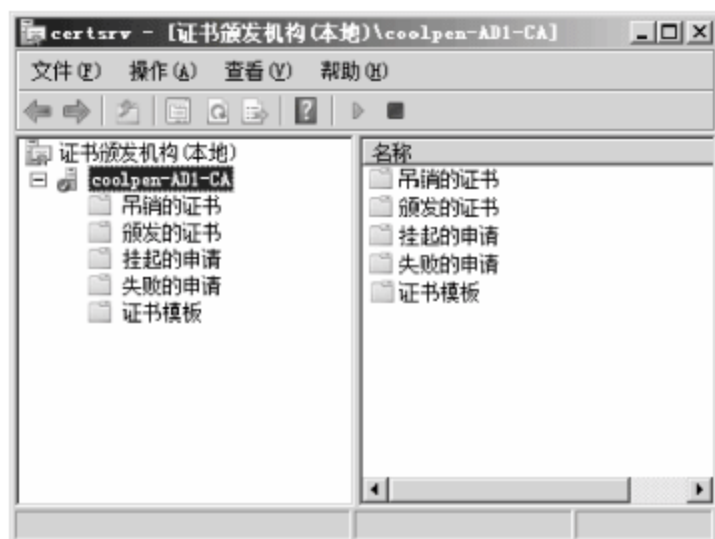 certsrv - [证书颁发机构(本地)\coolpen-AD1-CA]
文件(F) 操作(A) 查看(V) 帮助(H)
证书颁发机构(本地)
coolpen-AD1-CA
吊销的证书
颁发的证书
挂起的申请
失败的申请
证书模板
名称
吊销的证书
颁发的证书
挂起的申请
失败的申请
证书模板